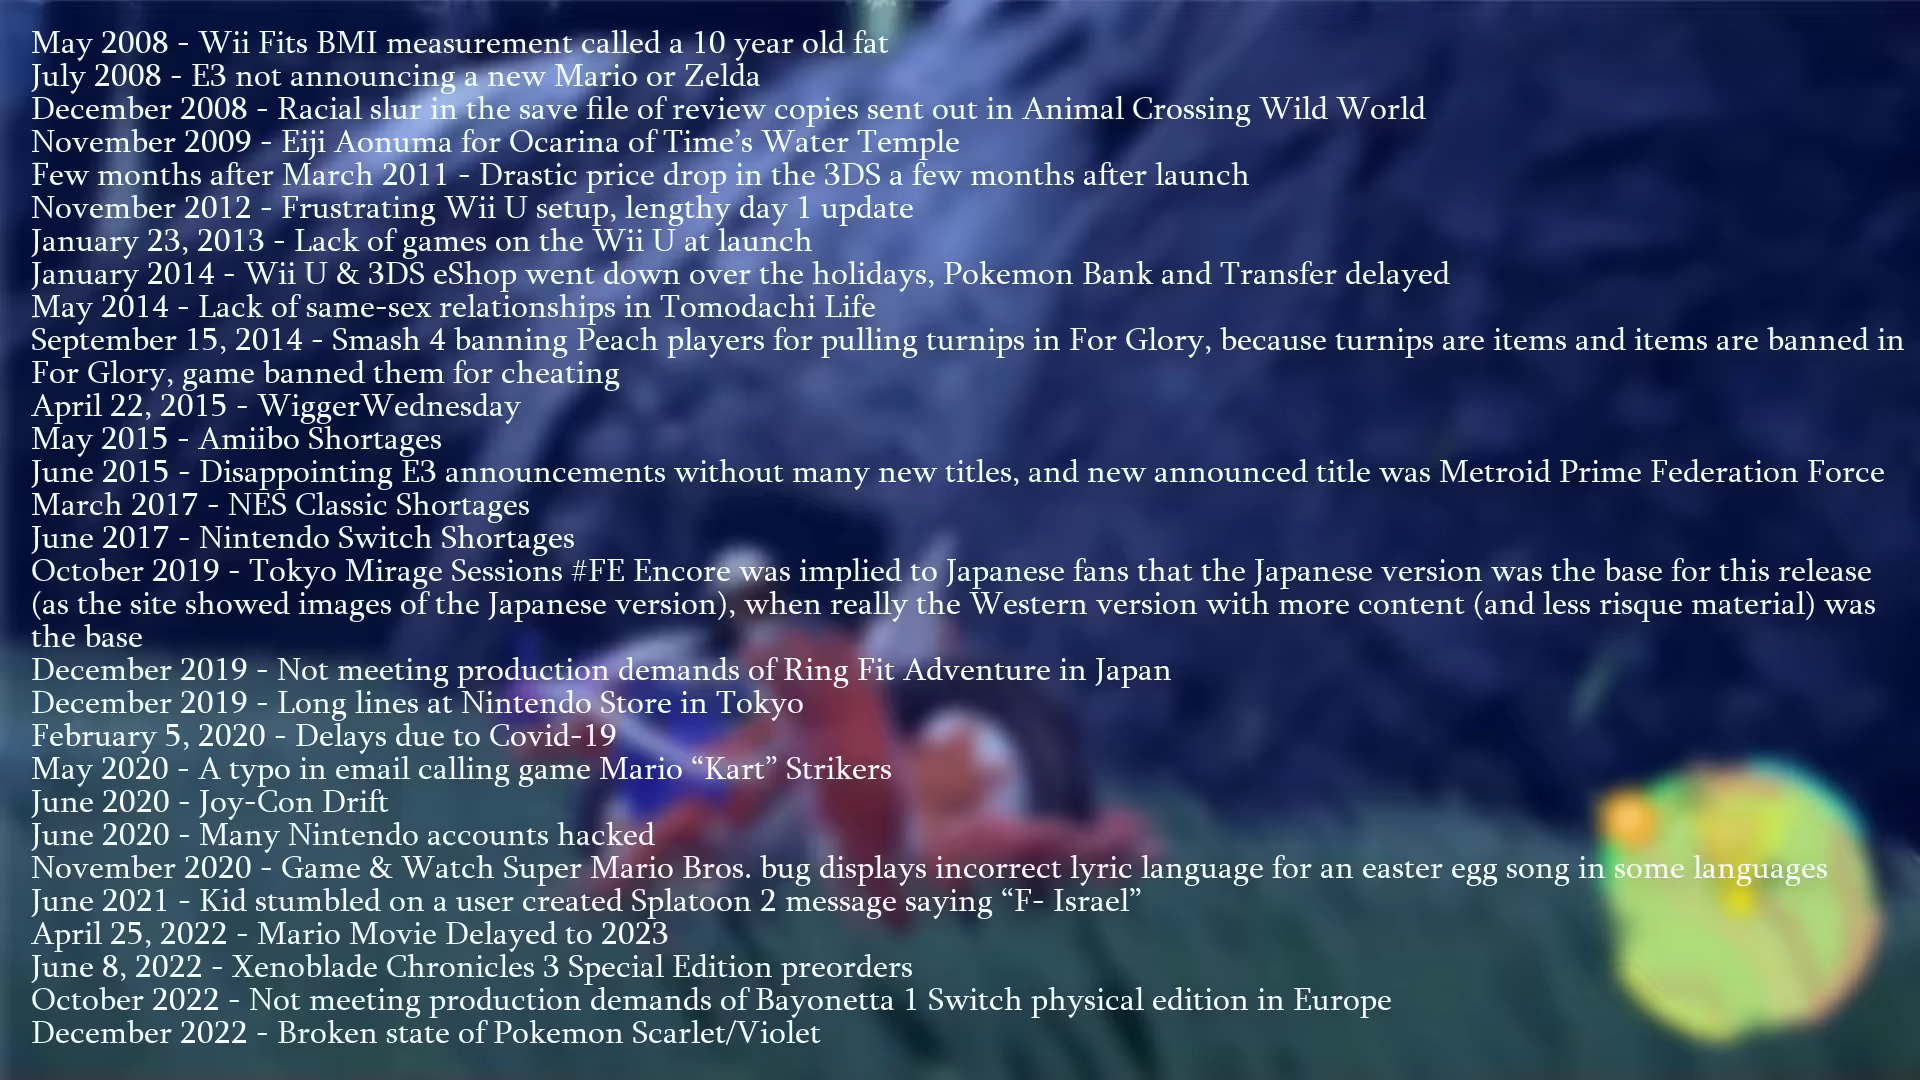 May 2008 - Wii Fits BMI measurement called a 10 year old fat
July 2008 - E3 not announcing a new Mario or Zelda
December 2008 - Racial slur in the save file of review copies sent out in Animal Crossing Wild World
November 2009 - Eiji Aonuma for Ocarina of Time’s Water Temple
Few months after March 2011 - Drastic price drop in the 3DS a few months after launch
November 2012 - Frustrating Wii U setup, lengthy day 1 update
January 23, 2013 - Lack of games on the Wii U at launch
January 2014 - Wii U & 3DS eShop went down over the holidays, Pokemon Bank and Transfer delayed
May 2014 - Lack of same-sex relationships in Tomodachi Life
September 15, 2014 - Smash 4 banning Peach players for pulling turnips in For Glory, because turnips are items and items are banned in
For Glory, game banned them for cheating
April 22, 2015 - WiggerWednesday
May 2015 - Amiibo Shortages
June 2015 - Disappointing E3 announcements without many new titles, and new announced title was Metroid Prime Federation Force
March 2017 - NES Classic Shortages
June 2017 - Nintendo Switch Shortages
October 2019 - Tokyo Mirage Sessions #FE Encore was implied to Japanese fans that the Japanese version was the base for this release
(as the site showed images of the Japanese version), when really the Western version with more content (and less risque material) was
the base
December 2019 - Not meeting production demands of Ring Fit Adventure in Japan
December 2019 - Long lines at Nintendo Store in Tokyo
February 5, 2020 - Delays due to Covid-19
May 2020 - A typo in email calling game Mario “Kart” Strikers
June 2020 - Joy-Con Drift
June 2020 - Many Nintendo accounts hacked
November 2020 - Game & Watch Super Mario Bros. bug displays incorrect lyric language for an easter egg song in some languages
June 2021 - Kid stumbled on a user created Splatoon 2 message saying “F- Israel”
April 25, 2022 - Mario Movie Delayed to 2023
June 8, 2022 - Xenoblade Chronicles 3 Special Edition preorders
October 2022 - Not meeting production demands of Bayonetta 1 Switch physical edition in Europe
December 2022 - Broken state of Pokemon Scarlet/Violet